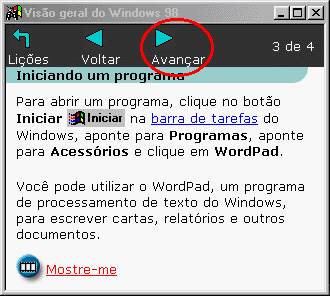 Visão geral do Windows 98
Lições Voltar Avançar 3 de 4
Iniciando um programa
Para abrir um programa, clique no botão
Iniciar Iniciar na barra de tarefas do
Windows, aponte para Programas, aponte
para Acessórios e clique em WordPad.
Você pode utilizar o WordPad, um programa
de processamento de texto do Windows,
para escrever cartas, relatórios e outros
documentos.
Mostre-me